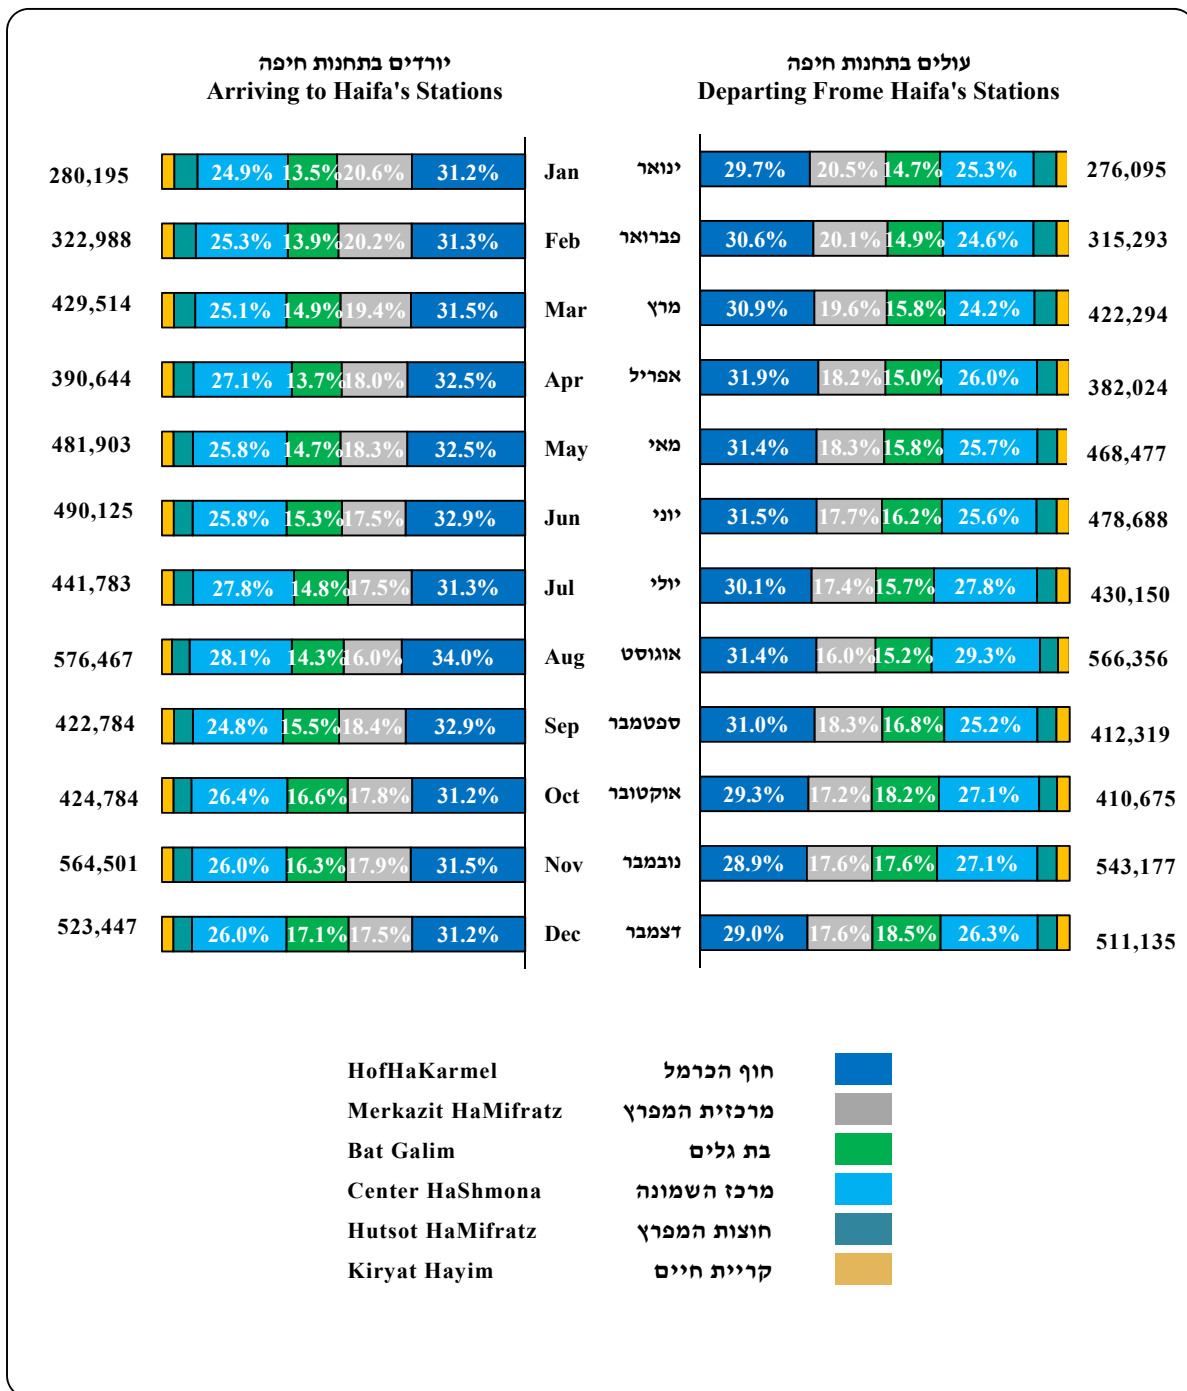 יורדים בתחנות חיפה
Arriving to Haifa's Stations
עולים בתחנות חיפה
Departing Frome Haifa's Stations
280,195 24.9% 13.5% 20.6% 31.2% Jan ינואר 29.7% 20.5% 14.7% 25.3% 276,095
322,988 25.3% 13.9% 20.2% 31.3% Feb פברואר 30.6% 20.1% 14.9% 24.6% 315,293
429,514 25.1% 14.9% 19.4% 31.5% Mar מרץ 30.9% 19.6% 15.8% 24.2% 422,294
390,644 27.1% 13.7% 18.0% 32.5% Apr אפריל 31.9% 18.2% 15.0% 26.0% 382,024
481,903 25.8% 14.7% 18.3% 32.5% May מאי 31.4% 18.3% 15.8% 25.7% 468,477
490,125 25.8% 15.3% 17.5% 32.9% Jun יוני 31.5% 17.7% 16.2% 25.6% 478,688
441,783 27.8% 14.8% 17.5% 31.3% Jul יולי 30.1% 17.4% 15.7% 27.8% 430,150
576,467 28.1% 14.3% 16.0% 34.0% Aug אוגוסט 31.4% 16.0% 15.2% 29.3% 566,356
422,784 24.8% 15.5% 18.4% 32.9% Sep ספטמבר 31.0% 18.3% 16.8% 25.2% 412,319
424,784 26.4% 16.6% 17.8% 31.2% Oct אוקטובר 29.3% 17.2% 18.2% 27.1% 410,675
564,501 26.0% 16.3% 17.9% 31.5% Nov נובמבר 28.9% 17.6% 17.6% 27.1% 543,177
523,447 26.0% 17.1% 17.5% 31.2% Dec דצמבר 29.0% 17.6% 18.5% 26.3% 511,135
HofHaKarmel חוף הכרמל
Merkazit HaMifratz מרכזית המפרץ
Bat Galim בת גלים
Center HaShmona מרכז השמונה
Hutsot HaMifratz חוצות המפרץ
Kiryat Hayim קריית חיים